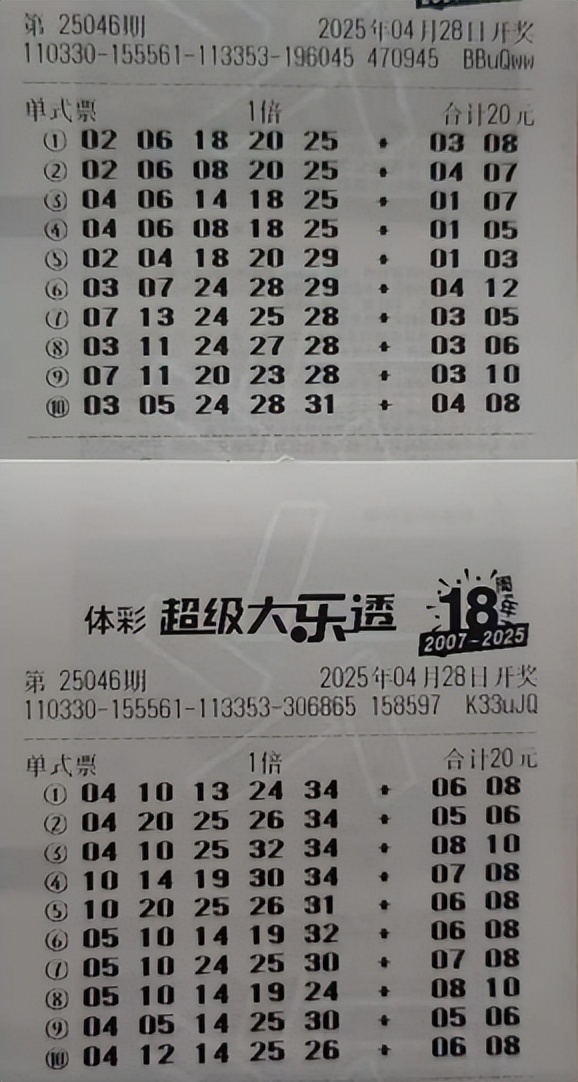 第 25046期 2025年04月28日开奖
110330-155561-113353-196045 470945 BBuQww
单式票 1倍 合计20元
① 02 06 18 20 25 + 03 08
② 02 06 08 20 25 + 04 07
③ 04 06 14 18 25 + 01 07
④ 04 06 08 18 25 + 01 05
⑤ 02 04 18 20 29 + 01 03
⑥ 03 07 24 28 29 + 04 12
⑦ 07 13 24 25 28 + 03 05
⑧ 03 11 24 27 28 + 03 06
⑨ 07 11 20 23 28 + 03 10
⑩ 03 05 24 28 31 + 04 08
体彩 超级大乐透 18周年
2007-2025
第 25046期 2025年04月28日开奖
110330-155561-113353-306865 158597 K33uJQ
单式票 1倍 合计20元
① 04 10 13 24 34 + 06 08
② 04 20 25 26 34 + 05 06
③ 04 10 25 32 34 + 08 10
④ 10 14 19 30 34 + 07 08
⑤ 10 20 25 26 31 + 06 08
⑥ 05 10 14 19 32 + 06 08
⑦ 05 10 24 25 30 + 07 08
⑧ 05 10 14 19 24 + 08 10
⑨ 04 05 14 25 30 + 05 06
⑩ 04 12 14 25 26 + 06 08